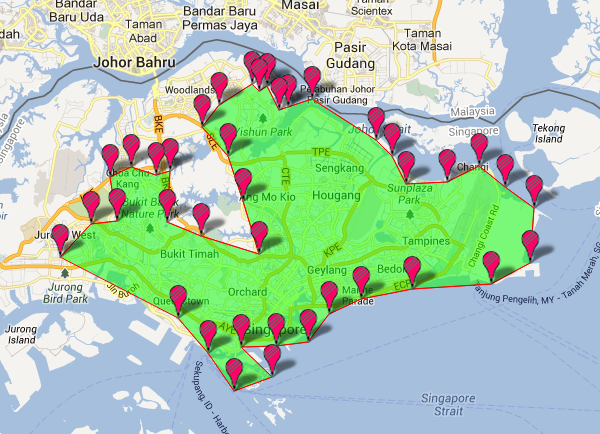 Bandar
Baru Uda
Bandar Baru
Permas Jaya
Masai
Taman
Scientex
Taman
Abad
Pasir
Gudang
Taman
Kota Masai
Johor Bahru
Woodlands
Pelabuhan Johor
Pasir Gudang
Malaysia
Singapore
BKE
SLE
Yishun Park
Tekong
Island
TPE
CTE
Sengkang
Changi
Choa Chu
Kang
Sunplaza
Park
Hougang
Ang Mo Kio
Bukit Batok
Nature Park
Changi Coast Rd
Jurong West
Bukit Timah
KPE
Tampines
Geylang
Bedok
Jurong
Bird Park
Jln Buroh
Orchard
Marine
Parade
ECP
Tanjung Pengelih, MY - Tanah Merah, SG
Queenstown
Jurong
Island
Singapore
Sekupang, ID - Harbo
Singapore
Strait